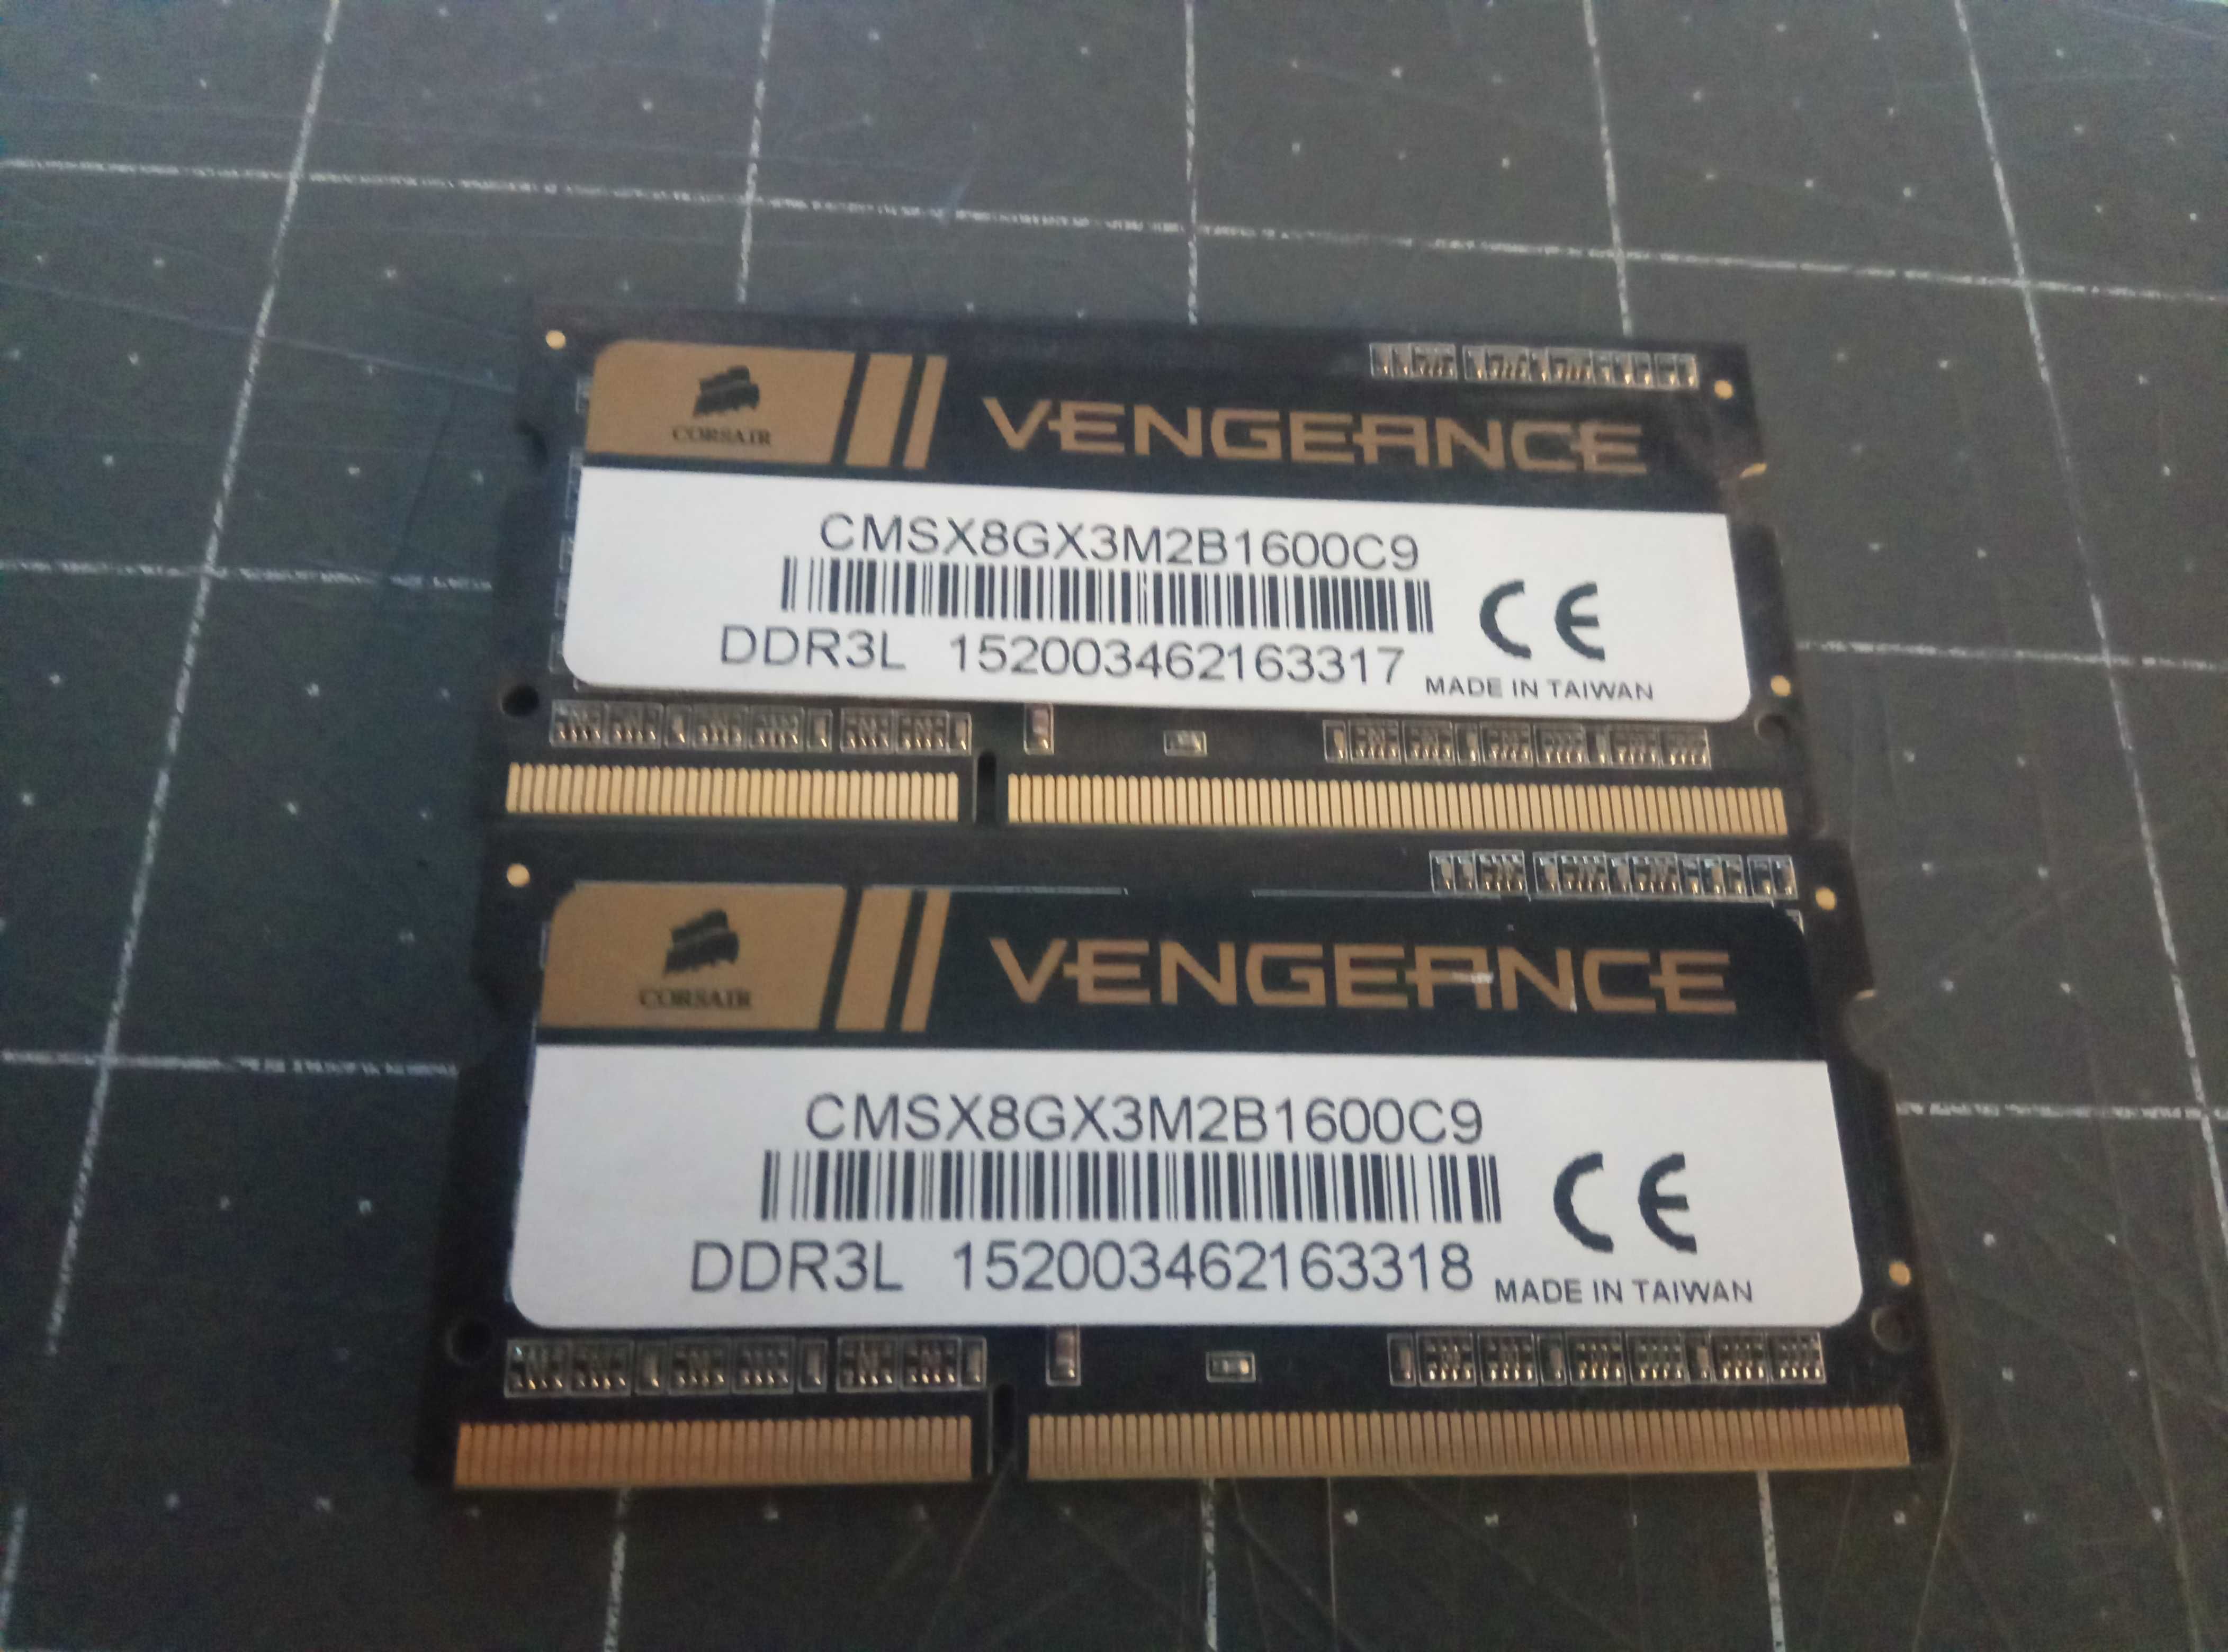 CORSAIR
VENGEANCE
CMSX8GX3M2B1600C9
DDR3L 152003462163317
MADE IN TAIWAN
CE
CORSAIR
VENGEANCE
CMSX8GX3M2B1600C9
DDR3L 152003462163318
MADE IN TAIWAN
CE